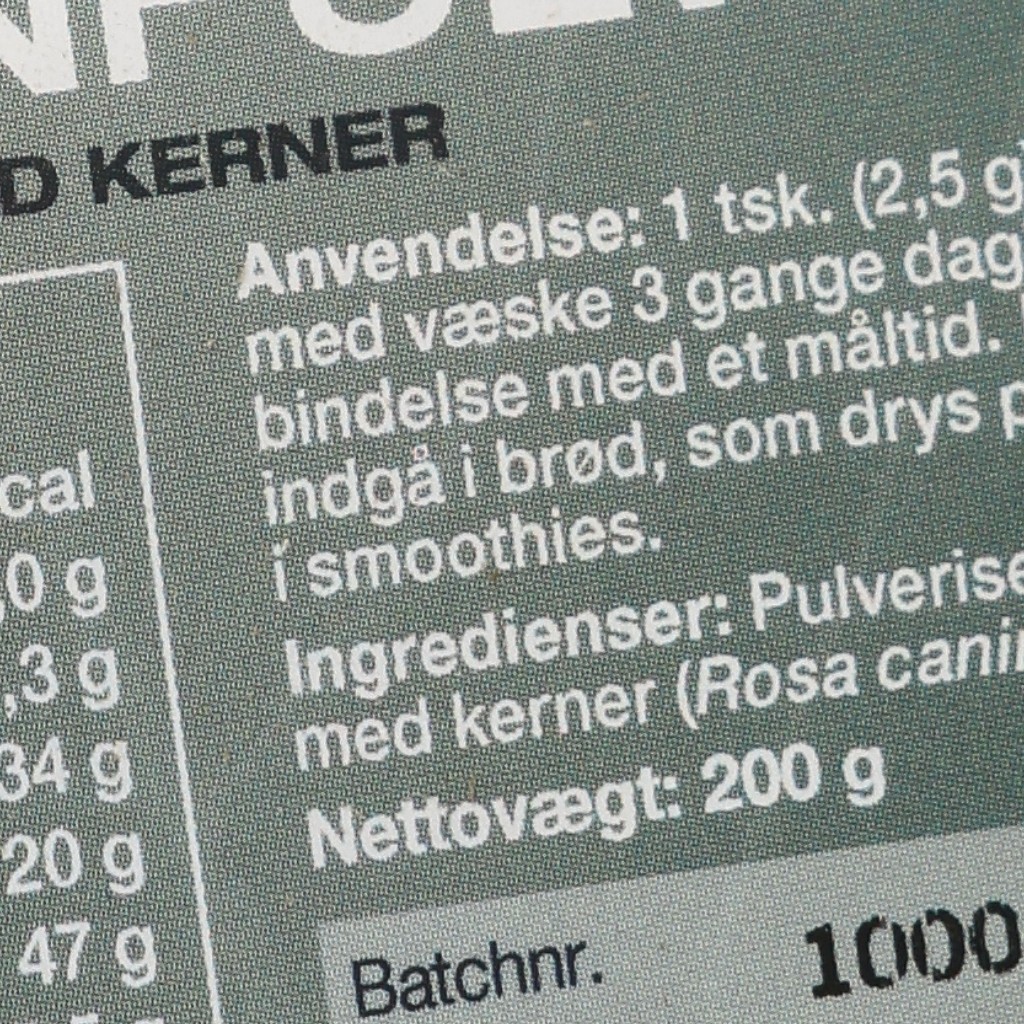 D KERNER
cal
,0 g
,3 g
34 g
20 g
47 g
Anvendelse: 1 tsk. (2,5 g
med væske 3 gange dag
bindelse med et måltid.
indgå i brød, som drys p
i smoothies.
Ingredienser: Pulverise
med kerner (Rosa canin
Nettovægt: 200 g
Batchnr. 1000